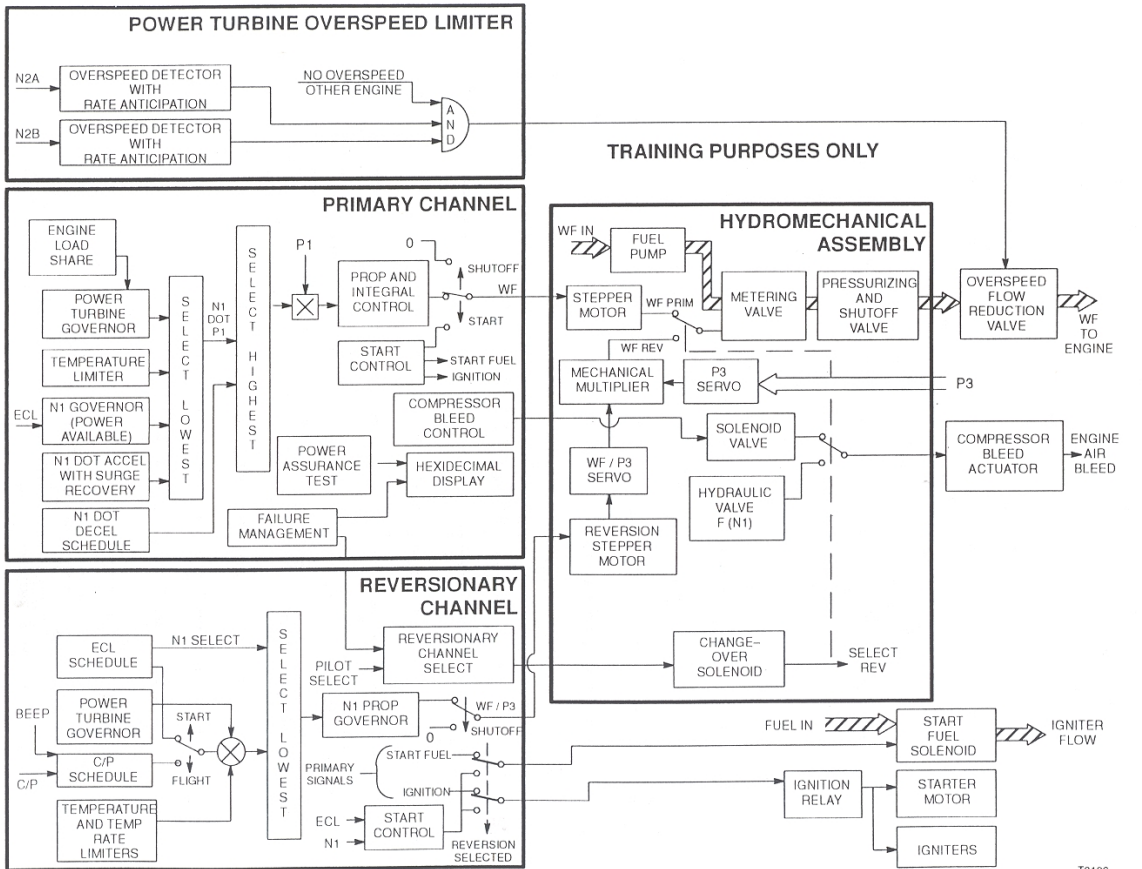 POWER TURBINE OVERSPEED LIMITER
N2A
OVERSPEED DETECTOR
WITH
RATE ANTICIPATION
N2B
OVERSPEED DETECTOR
WITH
RATE ANTICIPATION
NO OVERSPEED
OTHER ENGINE
A
N
D
TRAINING PURPOSES ONLY
PRIMARY CHANNEL
ENGINE
LOAD
SHARE
POWER
TURBINE
GOVERNOR
TEMPERATURE
LIMITER
ECL
N1 GOVERNOR
(POWER
AVAILABLE)
N1 DOT ACCEL
WITH SURGE
RECOVERY
N1 DOT
DECEL
SCHEDULE
SELECT LOWEST
N1
DOT
P1
SELECT HIGHEST
P1
PROP AND
INTEGRAL
CONTROL
0
SHUTOFF
WF
START
START
CONTROL
START FUEL
IGNITION
COMPRESSOR
BLEED
CONTROL
POWER
ASSURANCE
TEST
HEXIDECIMAL
DISPLAY
FAILURE
MANAGEMENT
HYDROMECHANICAL
ASSEMBLY
WF IN
FUEL
PUMP
STEPPER
MOTOR
WF PRIM
METERING
VALVE
PRESSURIZING
AND
SHUTOFF
VALVE
OVERSPEED
FLOW
REDUCTION
VALVE
WF
TO
ENGINE
WF REV
MECHANICAL
MULTIPLIER
P3
SERVO
P3
SOLENOID
VALVE
WF / P3
SERVO
HYDRAULIC
VALVE
F (N1)
COMPRESSOR
BLEED
ACTUATOR
ENGINE
AIR
BLEED
REVERSION
STEPPER
MOTOR
CHANGE–
OVER
SOLENOID
SELECT
REV
REVERSIONARY
CHANNEL
ECL
SCHEDULE
N1 SELECT
POWER
TURBINE
GOVERNOR
BEEP
C/P
C/P
SCHEDULE
START
FLIGHT
TEMPERATURE
AND TEMP
RATE
LIMITERS
SELECT LOWEST
PILOT
SELECT
REVERSIONARY
CHANNEL
SELECT
N1 PROP
GOVERNOR
0
WF / P3
SHUTOFF
PRIMARY
SIGNALS
START FUEL
IGNITION
ECL
N1
START
CONTROL
REVERSION
SELECTED
FUEL IN
START
FUEL
SOLENOID
IGNITER
FLOW
IGNITION
RELAY
STARTER
MOTOR
IGNITERS